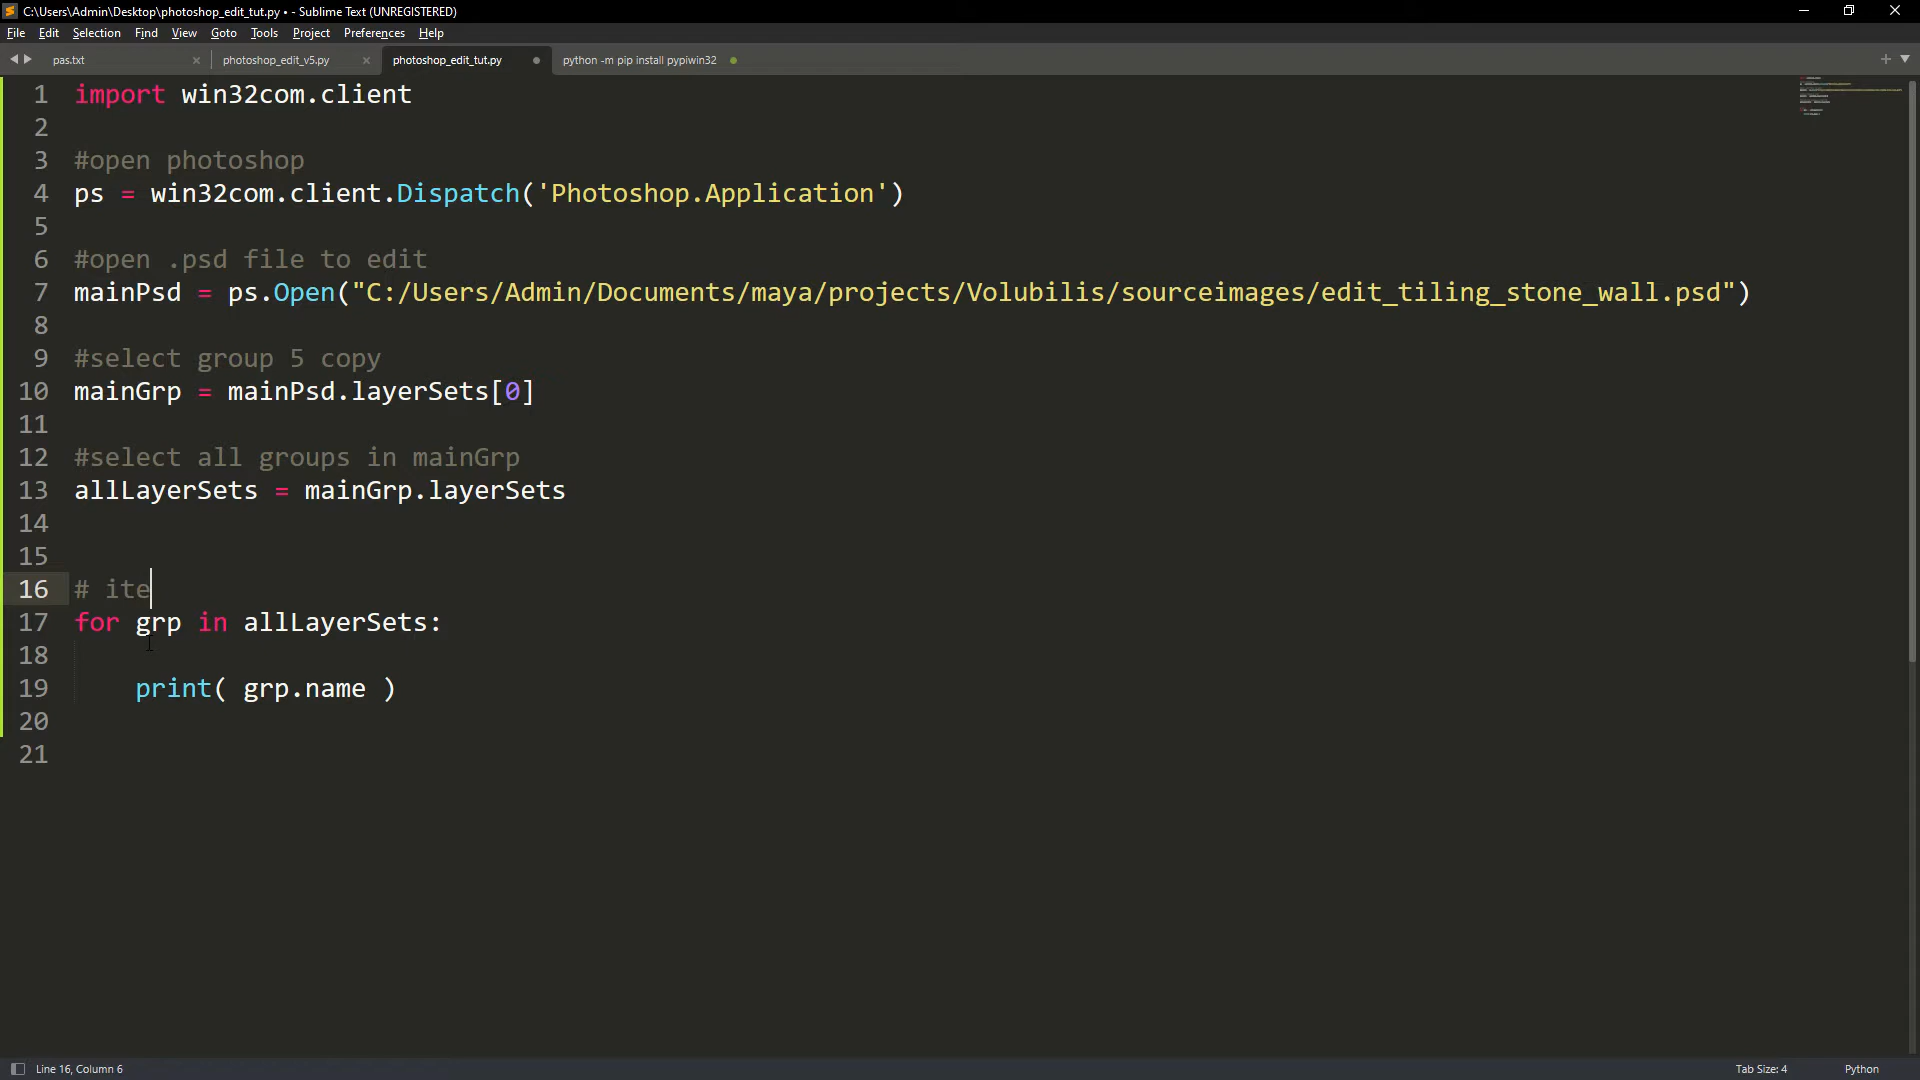 C:\Users\Admin\Desktop\photoshop_edit_tut.py • - Sublime Text (UNREGISTERED)
File Edit Selection Find View Goto Tools Project Preferences Help
pas.txt photoshop_edit_v5.py photoshop_edit_tut.py python -m pip install pypiwin32
1 import win32com.client
2
3 #open photoshop
4 ps = win32com.client.Dispatch('Photoshop.Application')
5
6 #open .psd file to edit
7 mainPsd = ps.Open("C:/Users/Admin/Documents/maya/projects/Volubilis/sourceimages/edit_tiling_stone_wall.psd")
8
9 #select group 5 copy
10 mainGrp = mainPsd.layerSets[0]
11
12 #select all groups in mainGrp
13 allLayerSets = mainGrp.layerSets
14
15
16 # ite
17 for grp in allLayerSets:
18
19     print( grp.name )
20
21
Line 16, Column 6 Tab Size: 4 Python